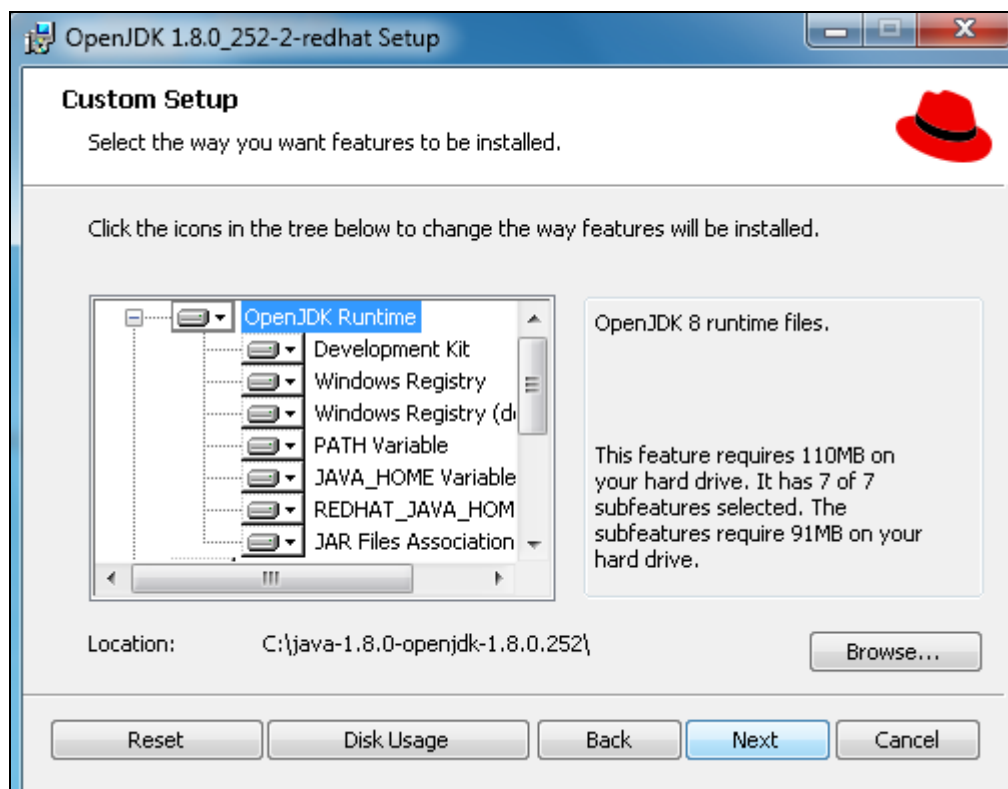 OpenJDK 1.8.0_252-2-redhat Setup
Custom Setup
Select the way you want features to be installed.
Click the icons in the tree below to change the way features will be installed.
OpenJDK Runtime
Development Kit
Windows Registry
Windows Registry (d
PATH Variable
JAVA_HOME Variable
REDHAT_JAVA_HOM
JAR Files Association
OpenJDK 8 runtime files.
This feature requires 110MB on
your hard drive. It has 7 of 7
subfeatures selected. The
subfeatures require 91MB on your
hard drive.
Location: C:\java-1.8.0-openjdk-1.8.0.252\
Browse...
Reset Disk Usage Back Next Cancel